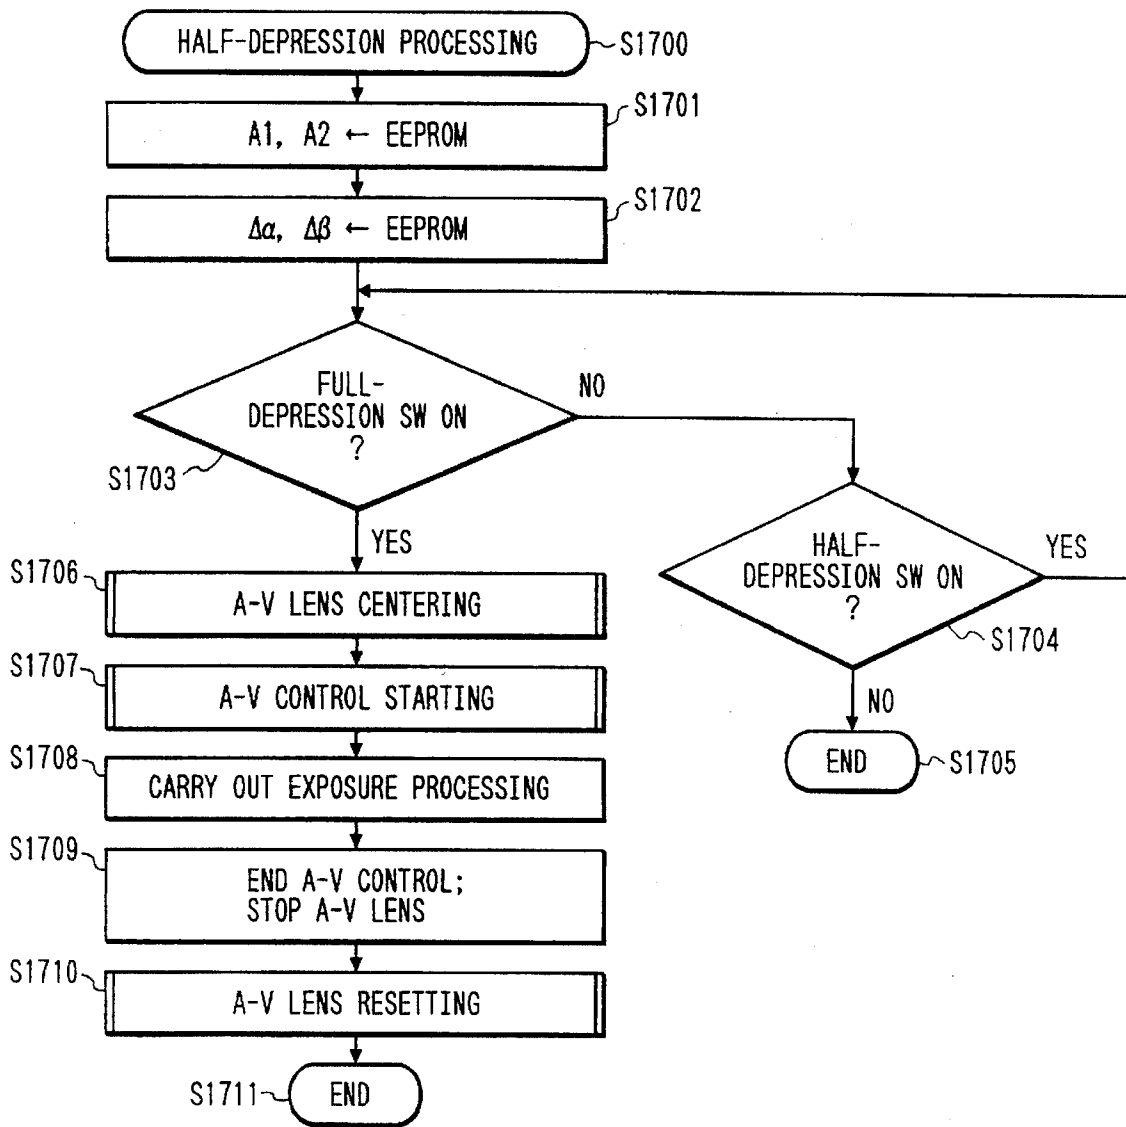 HALF-DEPRESSION PROCESSING
S1700
A1, A2 ← EEPROM
S1701
Δα, Δβ ← EEPROM
S1702
FULL-
DEPRESSION SW ON
?
S1703
NO
YES
HALF-
DEPRESSION SW ON
?
S1704
YES
NO
END
S1705
S1706
A-V LENS CENTERING
S1707
A-V CONTROL STARTING
S1708
CARRY OUT EXPOSURE PROCESSING
S1709
END A-V CONTROL;
STOP A-V LENS
S1710
A-V LENS RESETTING
S1711
END